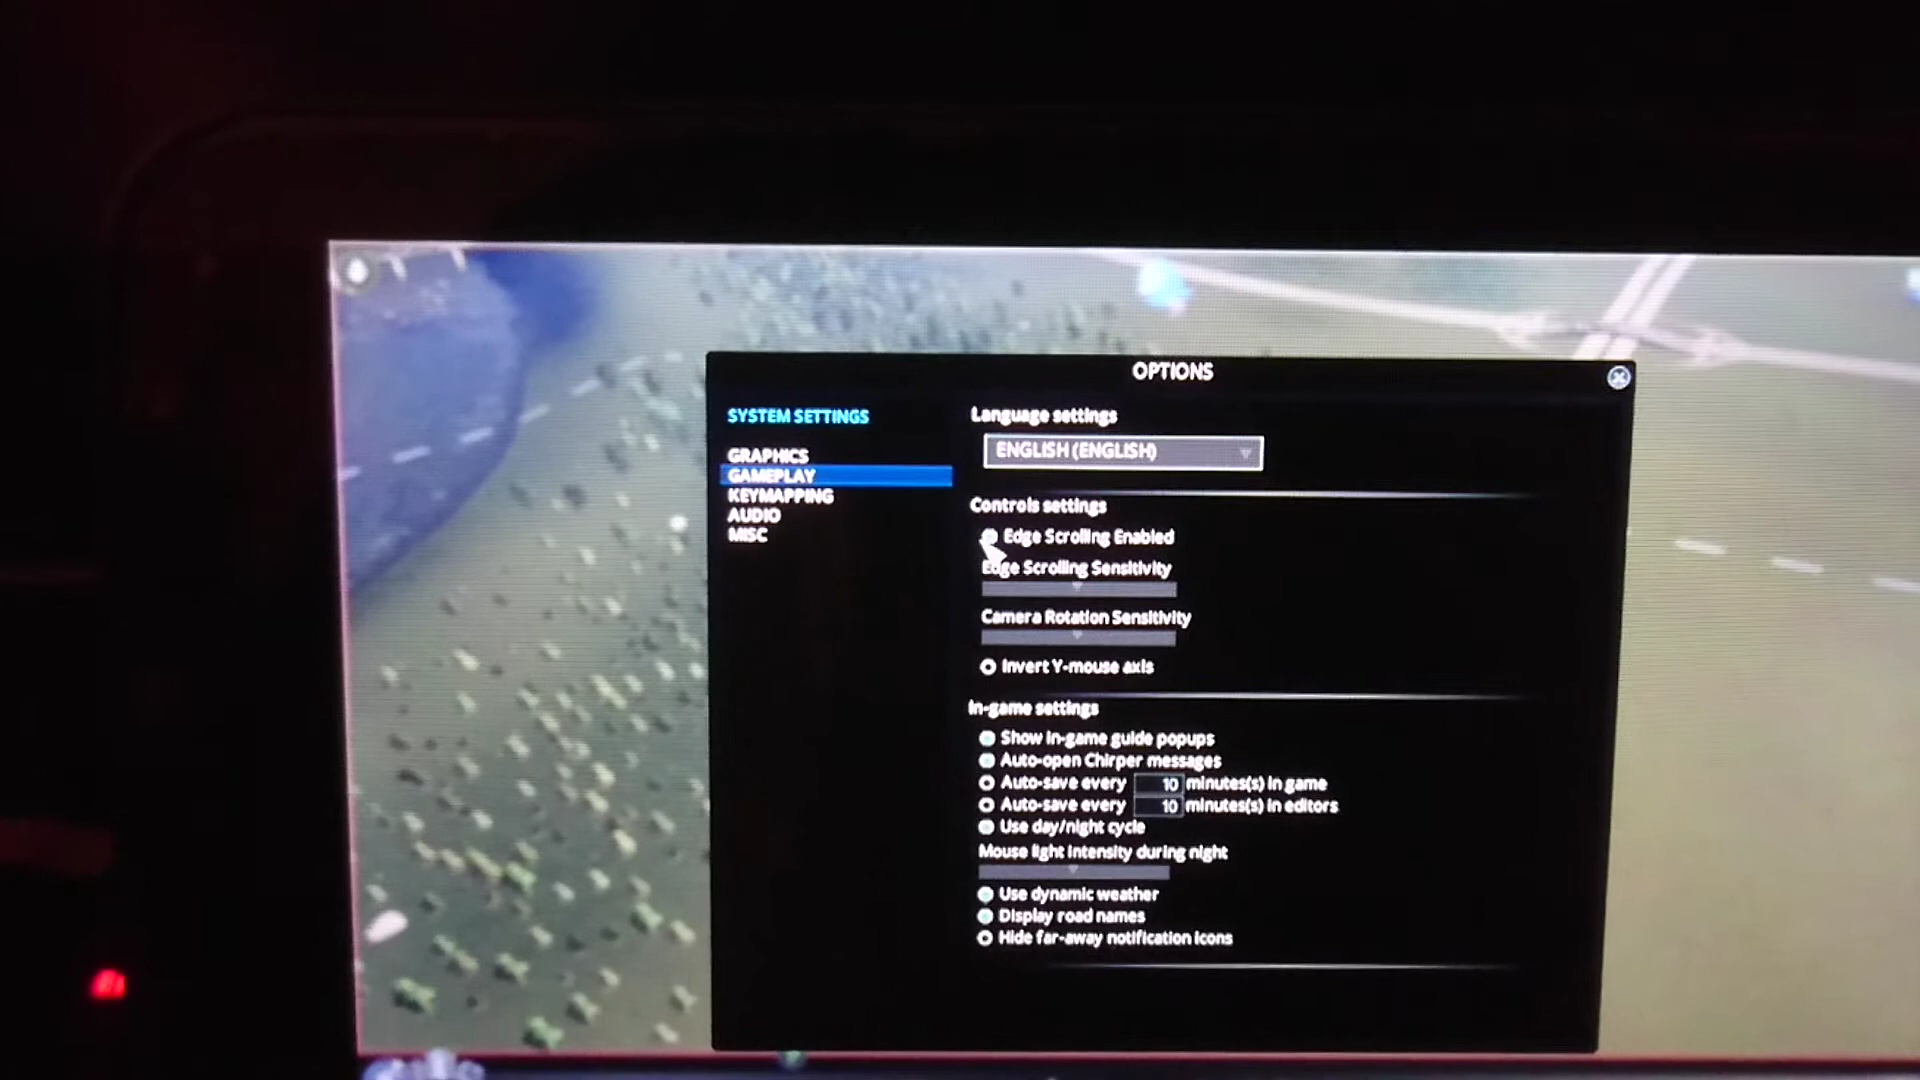 OPTIONS
SYSTEM SETTINGS
GRAPHICS
GAMEPLAY
KEYMAPPING
AUDIO
MISC
Language settings
ENGLISH (ENGLISH)
Controls settings
Edge Scrolling Enabled
Edge Scrolling Sensitivity
Camera Rotation Sensitivity
Invert Y-mouse axis
In-game settings
Show in-game guide popups
Auto-open Chirper messages
Auto-save every 10 minutes(s) in game
Auto-save every 10 minutes(s) in editors
Use day/night cycle
Mouse light intensity during night
Use dynamic weather
Display road names
Hide far-away notification icons